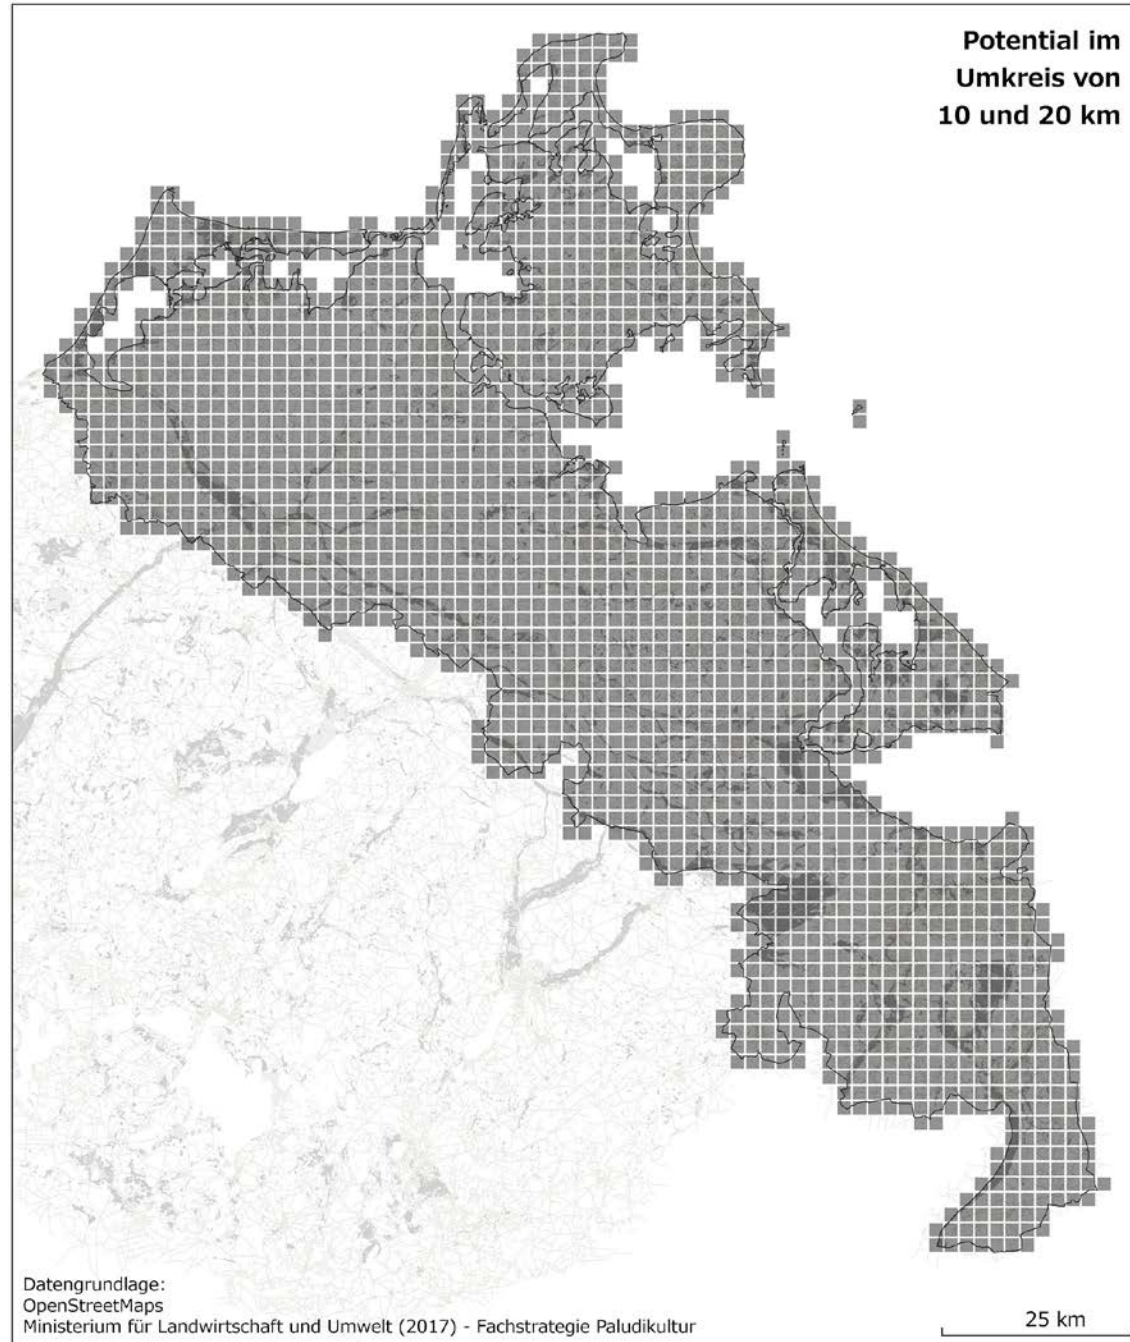 Potential im
Umkreis von
10 und 20 km
Datengrundlage:
OpenStreetMaps
Ministerium für Landwirtschaft und Umwelt (2017) - Fachstrategie Paludikultur
25 km